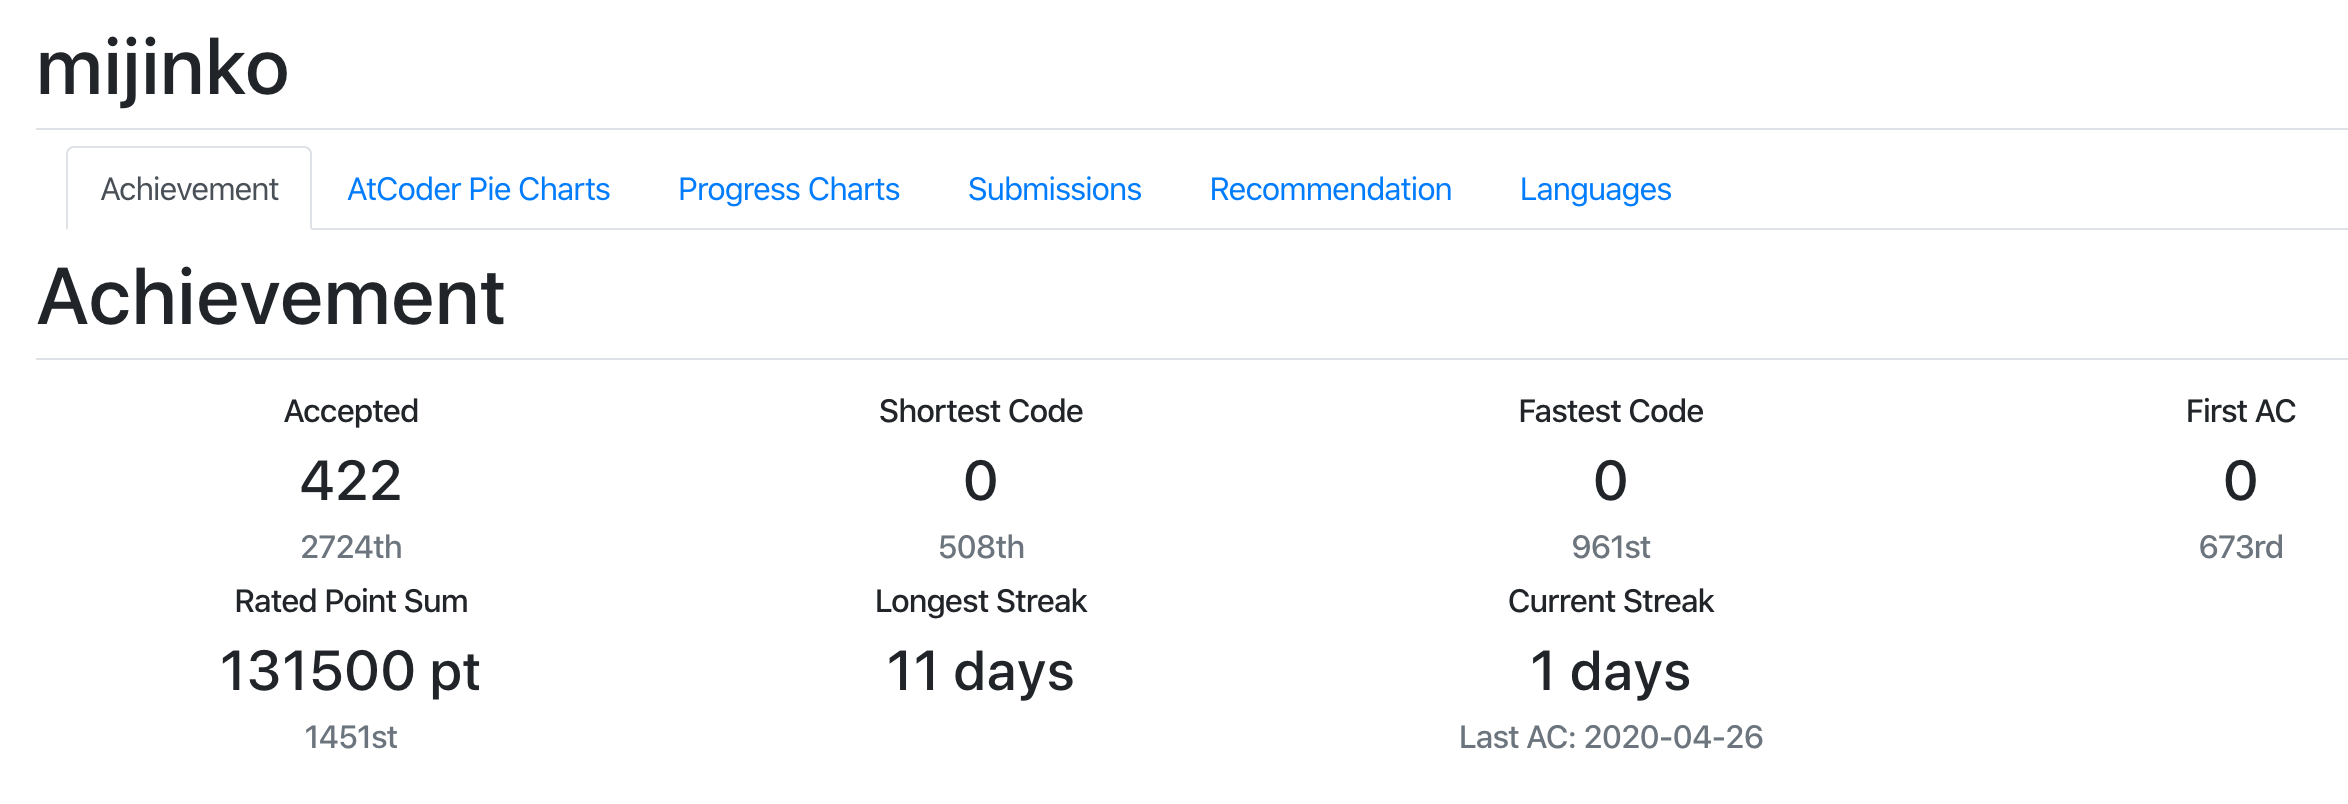 mijinko
Achievement AtCoder Pie Charts Progress Charts Submissions Recommendation Languages
Achievement
Accepted Shortest Code Fastest Code First AC
422 0 0 0
2724th 508th 961st 673rd
Rated Point Sum Longest Streak Current Streak
131500 pt 11 days 1 days
1451st Last AC: 2020-04-26